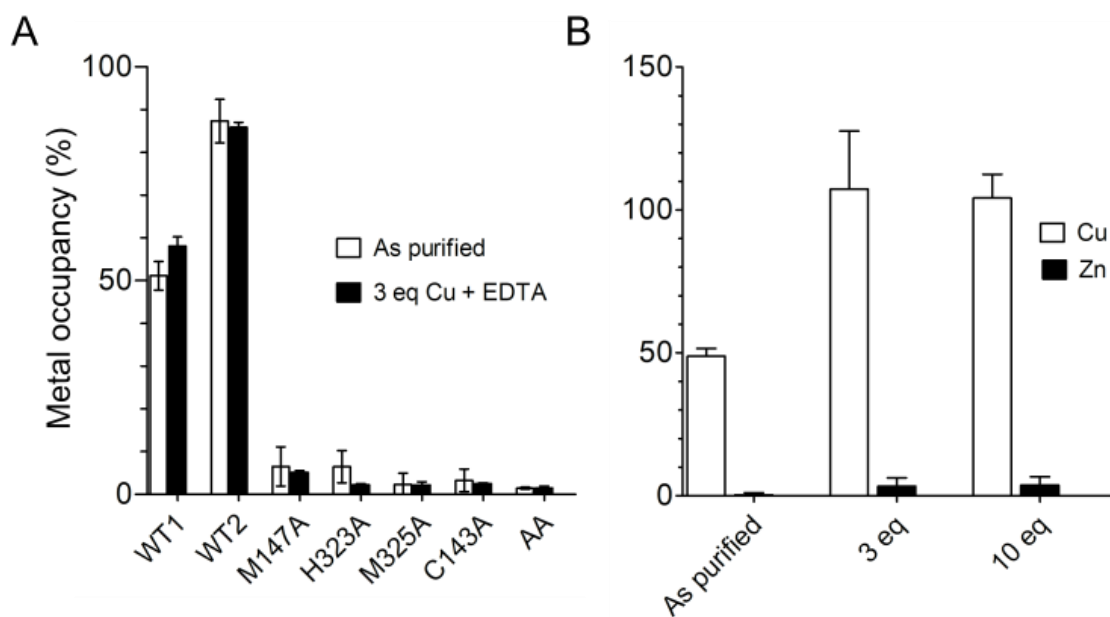 A
Metal occupancy (%)
100
50
0
As purified
3 eq Cu + EDTA
WT1
WT2
M147A
H323A
M325A
C143A
AA
B
150
100
50
0
Cu
Zn
As purified
3 eq
10 eq